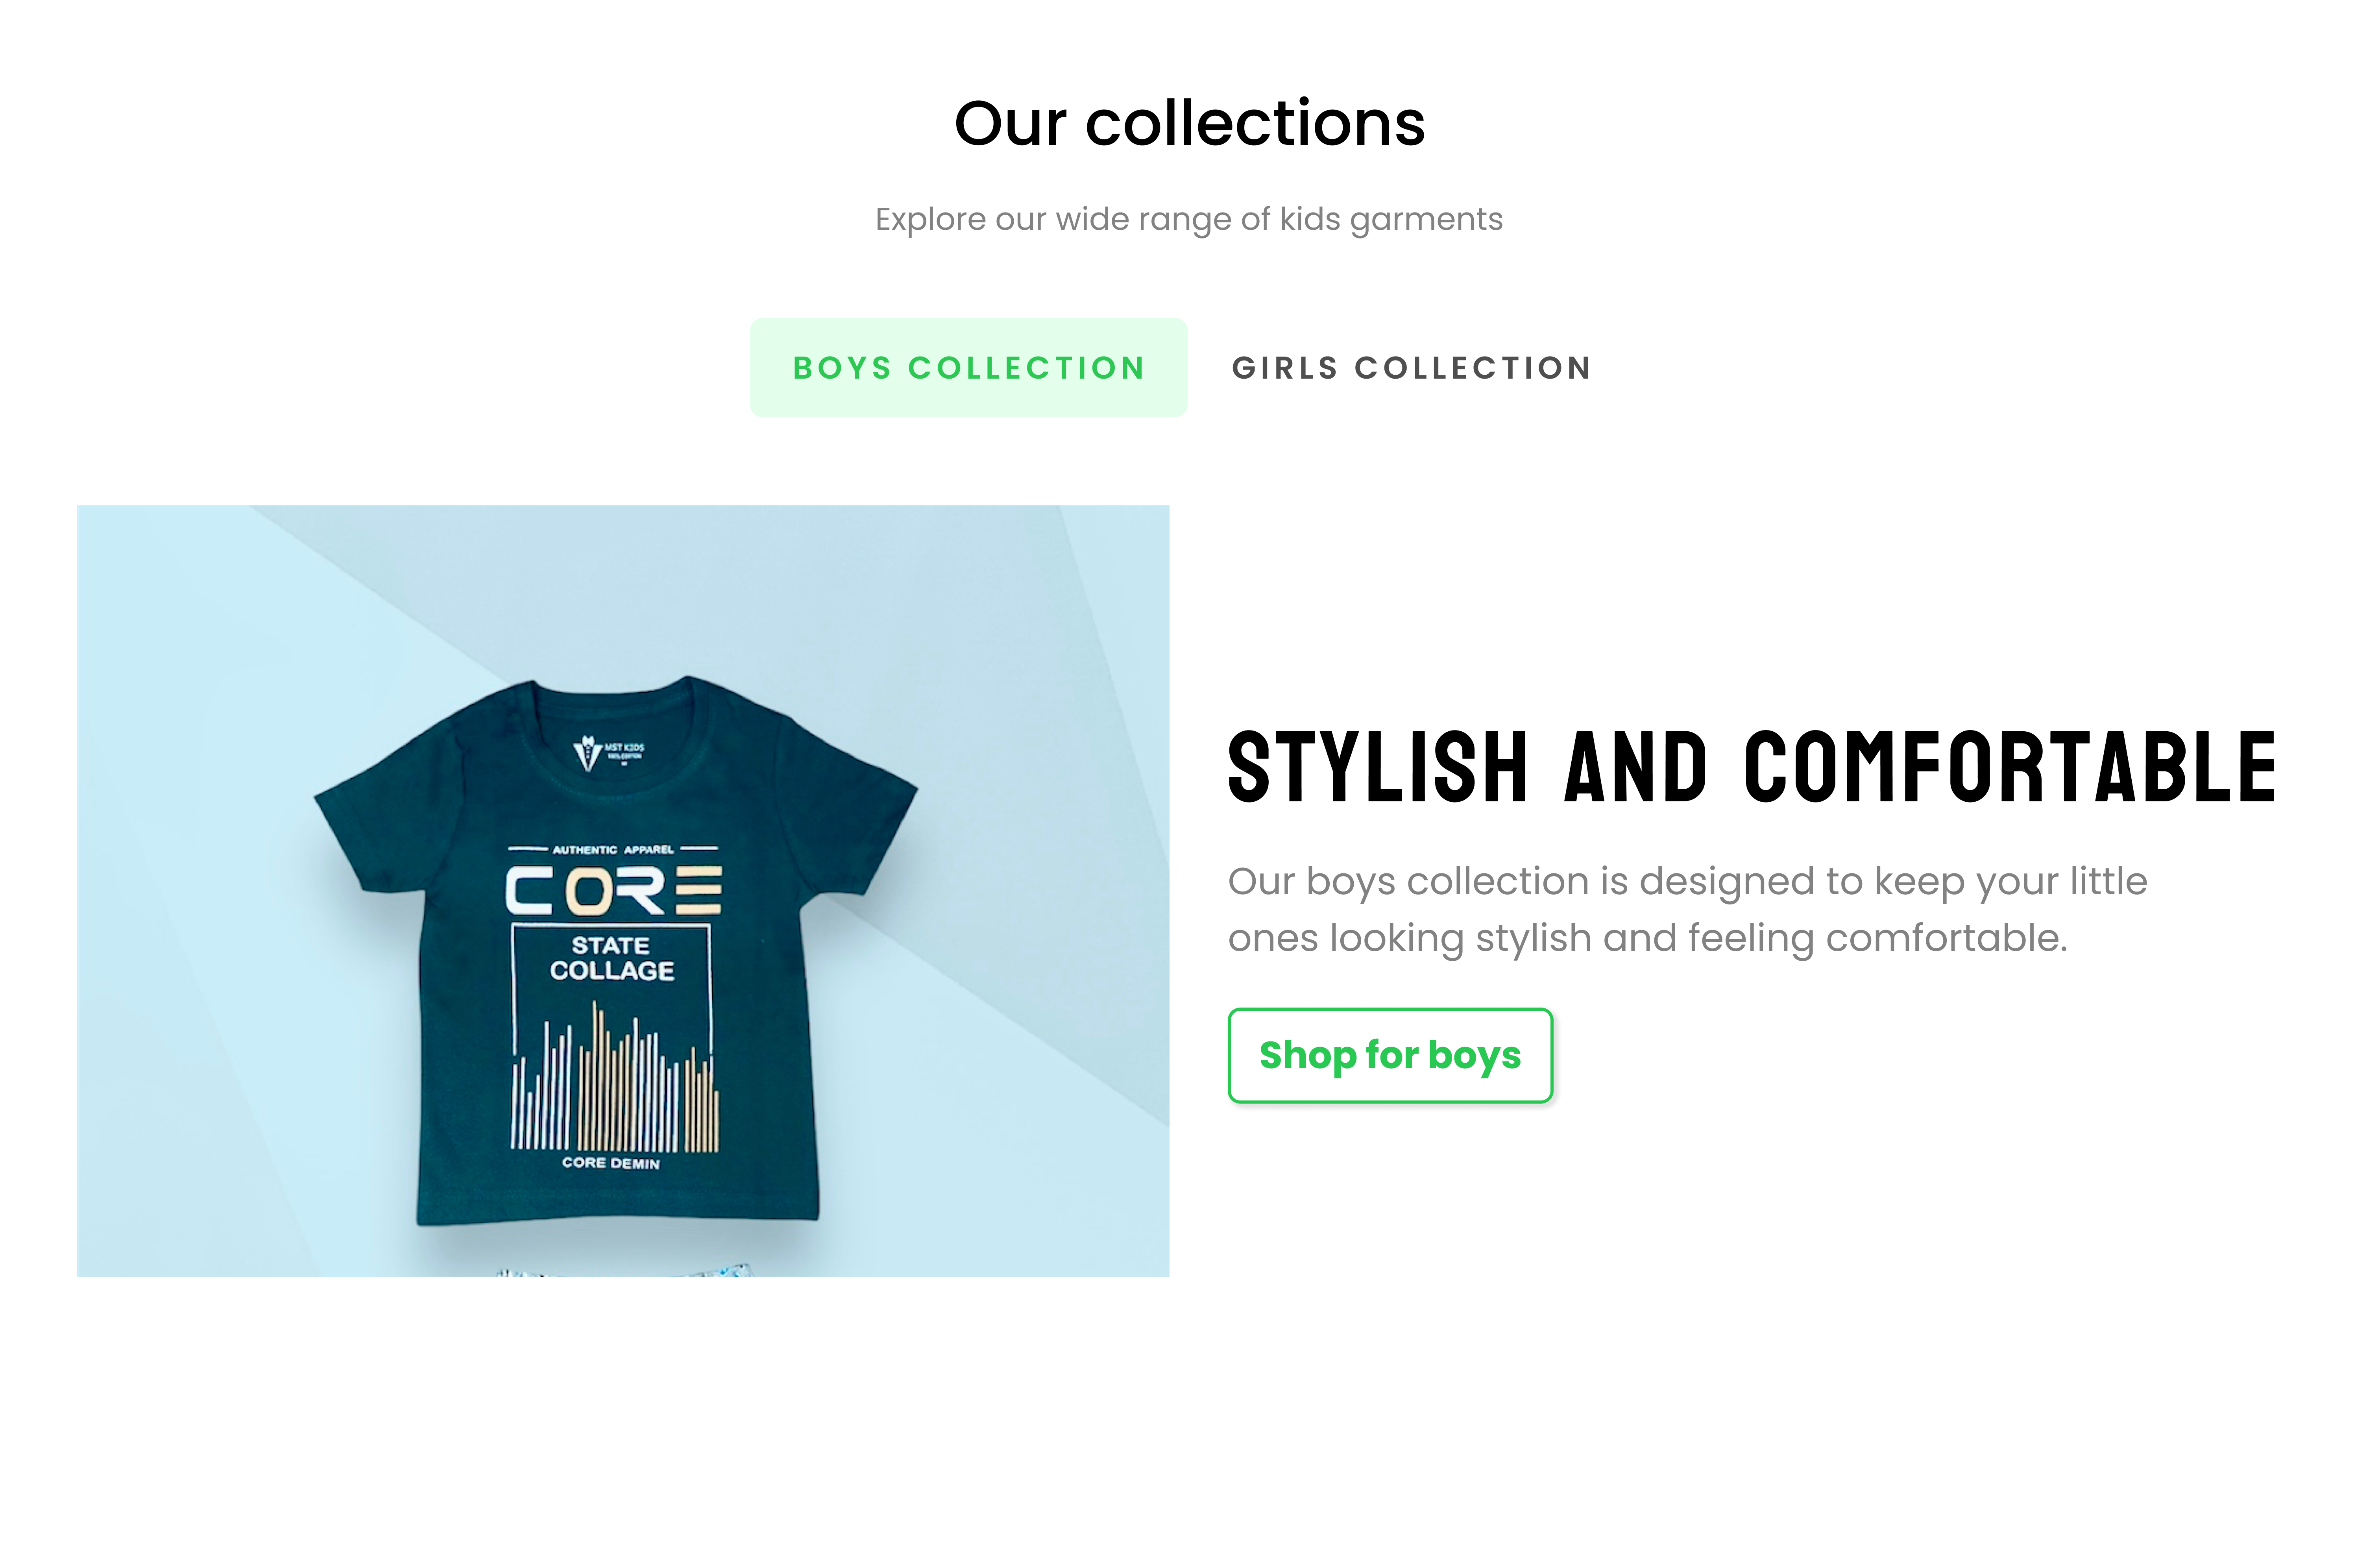 Our collections
Explore our wide range of kids garments
BOYS COLLECTION
GIRLS COLLECTION
MST KIDS
100% COTTON
AUTHENTIC APPAREL
CORE
STATE
COLLAGE
CORE DEMIN
STYLISH AND COMFORTABLE
Our boys collection is designed to keep your little
ones looking stylish and feeling comfortable.
Shop for boys